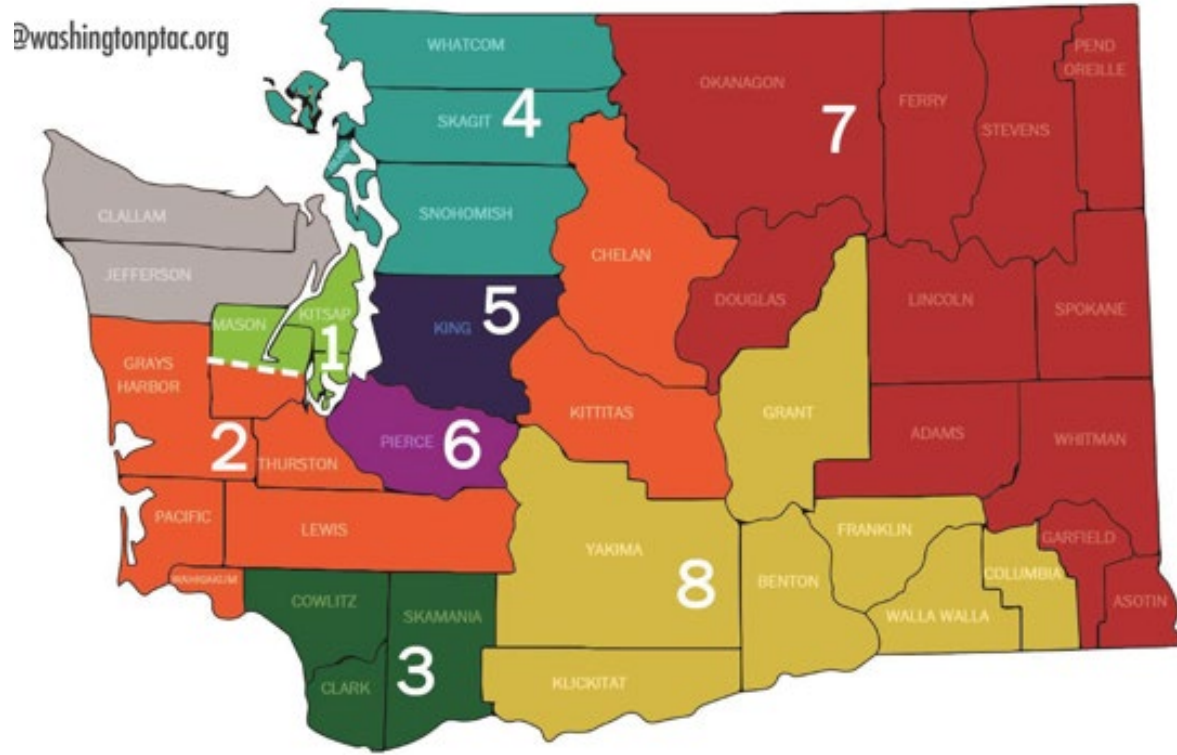 @washingtonptac.org
WHATCOM
SKAGIT
4
SNOHOMISH
OKANAGON
7
FERRY
STEVENS
PEND
OREILLE
CLALLAM
JEFFERSON
MASON
KITSAP
1
KING
5
CHELAN
DOUGLAS
LINCOLN
SPOKANE
GRAYS
HARBOR
2
THURSTON
PIERCE
6
KITTITAS
GRANT
ADAMS
WHITMAN
PACIFIC
LEWIS
WAHKIAKUM
YAKIMA
8
BENTON
FRANKLIN
WALLA WALLA
COLUMBIA
GARFIELD
ASOTIN
COWLITZ
SKAMANIA
CLARK
3
KLICKITAT